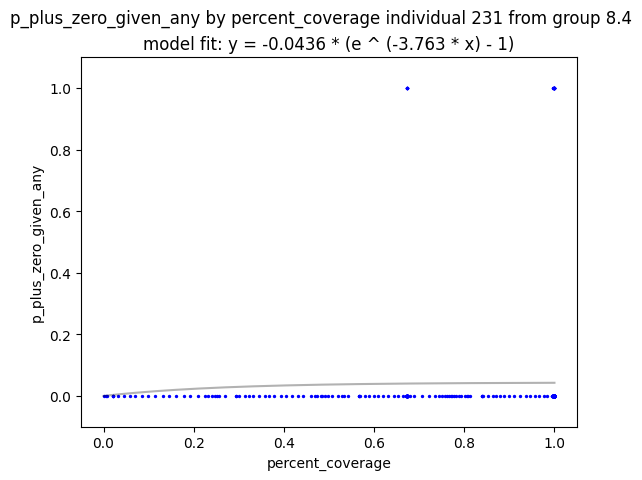 p_plus_zero_given_any by percent_coverage individual 231 from group 8.4
model fit: y = -0.0436 * (e ^ (-3.763 * x) - 1)
1.0
0.8
0.6
0.4
0.2
0.0
p_plus_zero_given_any
0.0 0.2 0.4 0.6 0.8 1.0
percent_coverage